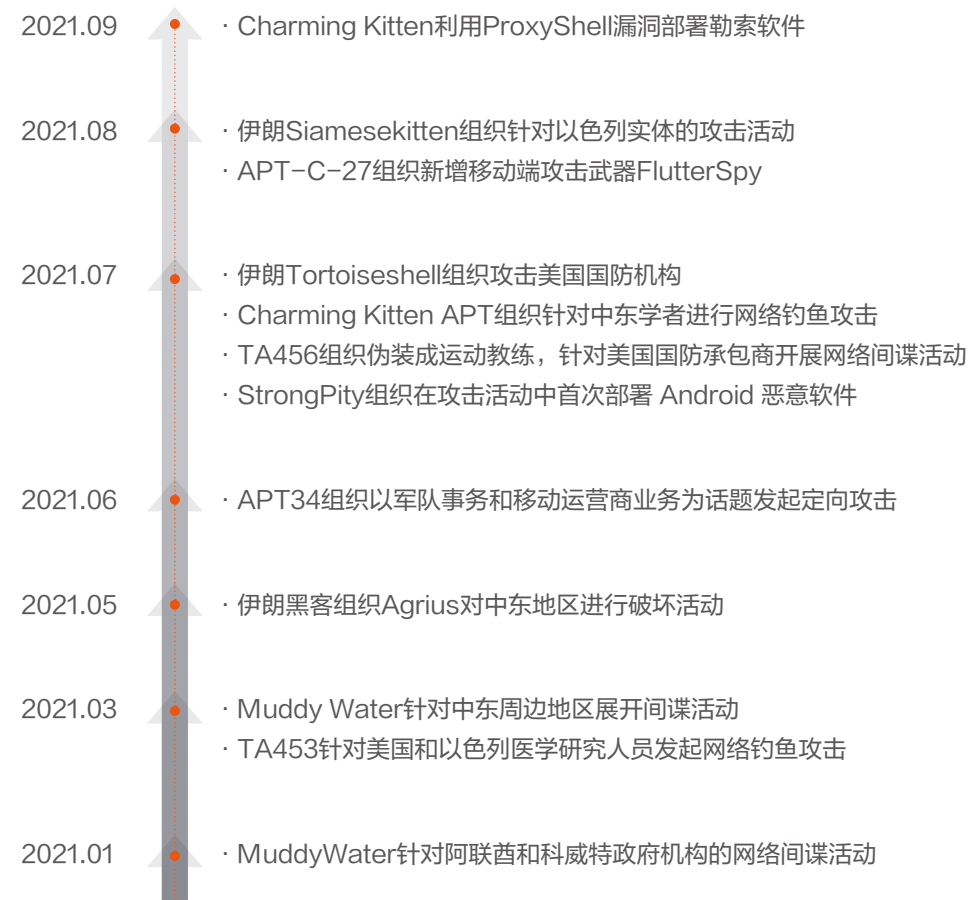 2021.09
· Charming Kitten利用ProxyShell漏洞部署勒索软件
2021.08
· 伊朗Siamesekitten组织针对以色列实体的攻击活动
· APT-C-27组织新增移动端攻击武器FlutterSpy
2021.07
· 伊朗Tortoiseshell组织攻击美国国防机构
· Charming Kitten APT组织针对中东学者进行网络钓鱼攻击
· TA456组织伪装成运动教练，针对美国国防承包商开展网络间谍活动
· StrongPity组织在攻击活动中首次部署 Android 恶意软件
2021.06
· APT34组织以军队事务和移动运营商业务为话题发起定向攻击
2021.05
· 伊朗黑客组织Agrius对中东地区进行破坏活动
2021.03
· Muddy Water针对中东周边地区展开间谍活动
· TA453针对美国和以色列医学研究人员发起网络钓鱼攻击
2021.01
· MuddyWater针对阿联酋和科威特政府机构的网络间谍活动